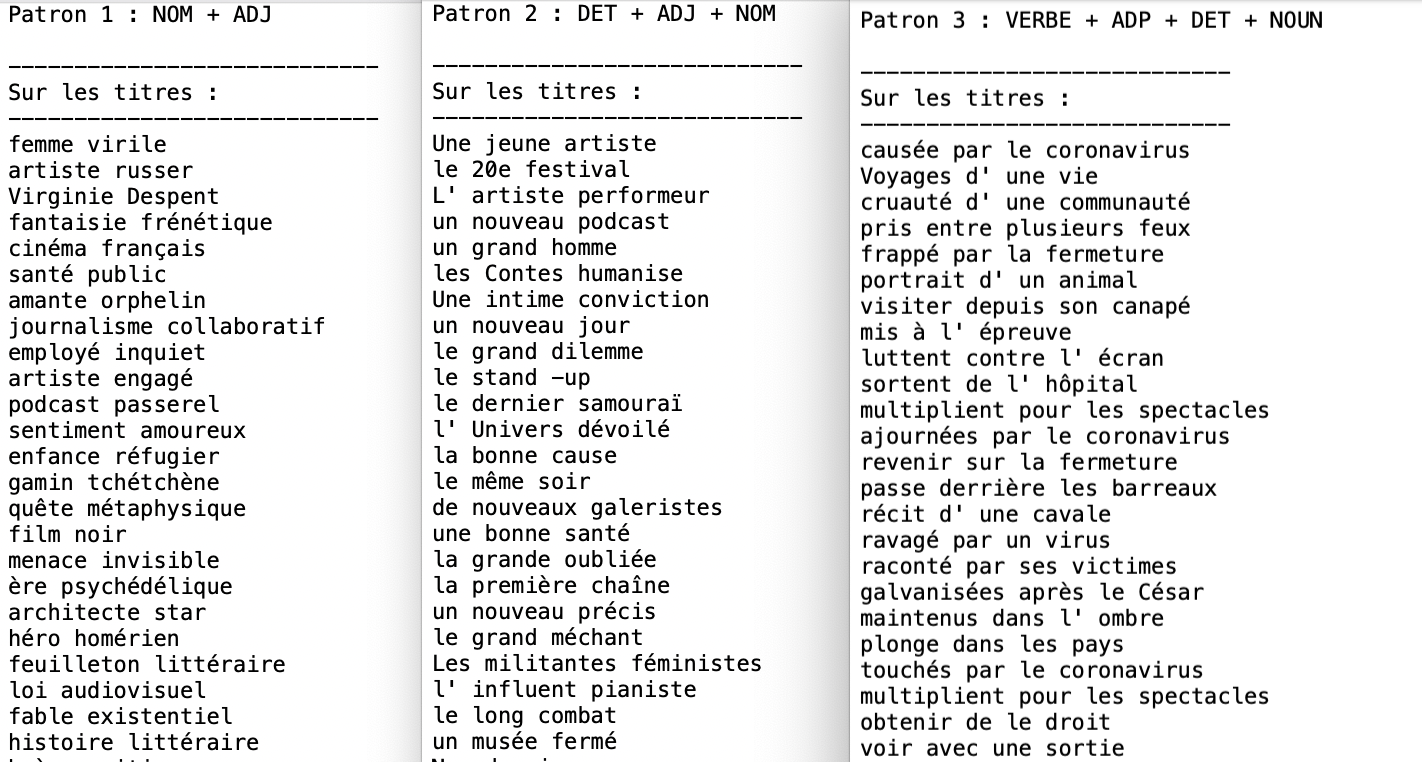 Patron 1 : NOM + ADJ
----------------------------
Sur les titres :
----------------------------
femme virile
artiste russer
Virginie Despent
fantaisie frénétique
cinéma français
santé public
amante orphelin
journalisme collaboratif
employé inquiet
artiste engagé
podcast passerel
sentiment amoureux
enfance réfugier
gamin tchétchène
quête métaphysique
film noir
menace invisible
ère psychédélique
architecte star
héro homérien
feuilleton littéraire
loi audiovisuel
fable existentiel
histoire littéraire
Patron 2 : DET + ADJ + NOM
----------------------------
Sur les titres :
----------------------------
Une jeune artiste
le 20e festival
L' artiste performeur
un nouveau podcast
un grand homme
les Contes humanise
Une intime conviction
un nouveau jour
le grand dilemme
le stand -up
le dernier samouraï
l' Univers dévoilé
la bonne cause
le même soir
de nouveaux galeristes
une bonne santé
la grande oubliée
la première chaîne
un nouveau précis
le grand méchant
Les militantes féministes
l' influent pianiste
le long combat
un musée fermé
Patron 3 : VERBE + ADP + DET + NOUN
----------------------------
Sur les titres :
----------------------------
causée par le coronavirus
Voyages d' une vie
cruauté d' une communauté
pris entre plusieurs feux
frappé par la fermeture
portrait d' un animal
visiter depuis son canapé
mis à l' épreuve
luttent contre l' écran
sortent de l' hôpital
multiplient pour les spectacles
ajournées par le coronavirus
revenir sur la fermeture
passe derrière les barreaux
récit d' une cavale
ravagé par un virus
raconté par ses victimes
galvanisées après le César
maintenus dans l' ombre
plonge dans les pays
touchés par le coronavirus
multiplient pour les spectacles
obtenir de le droit
voir avec une sortie